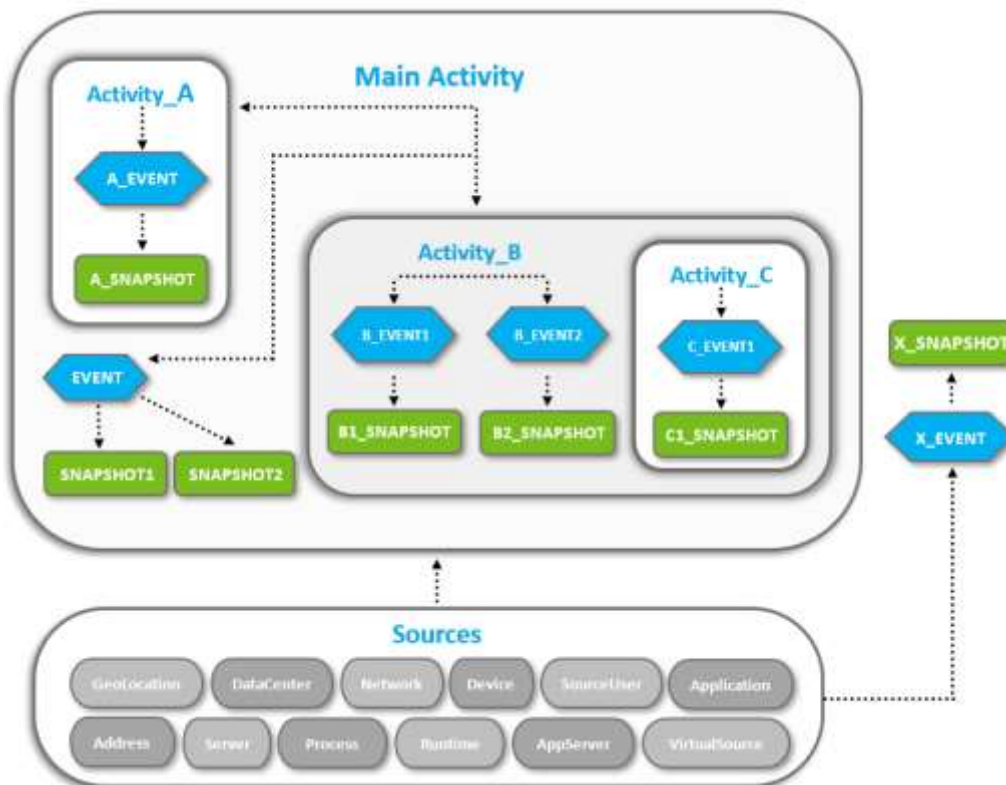 Main Activity
Activity_A
A_EVENT
A_SNAPSHOT
Activity_B
Activity_C
B_EVENT1
B_EVENT2
C_EVENT1
B1_SNAPSHOT
B2_SNAPSHOT
C1_SNAPSHOT
EVENT
SNAPSHOT1
SNAPSHOT2
X_SNAPSHOT
X_EVENT
Sources
GeoLocation
DataCenter
Network
Device
SourceUser
Application
Address
Server
Process
Runtime
AppServer
VirtualSource